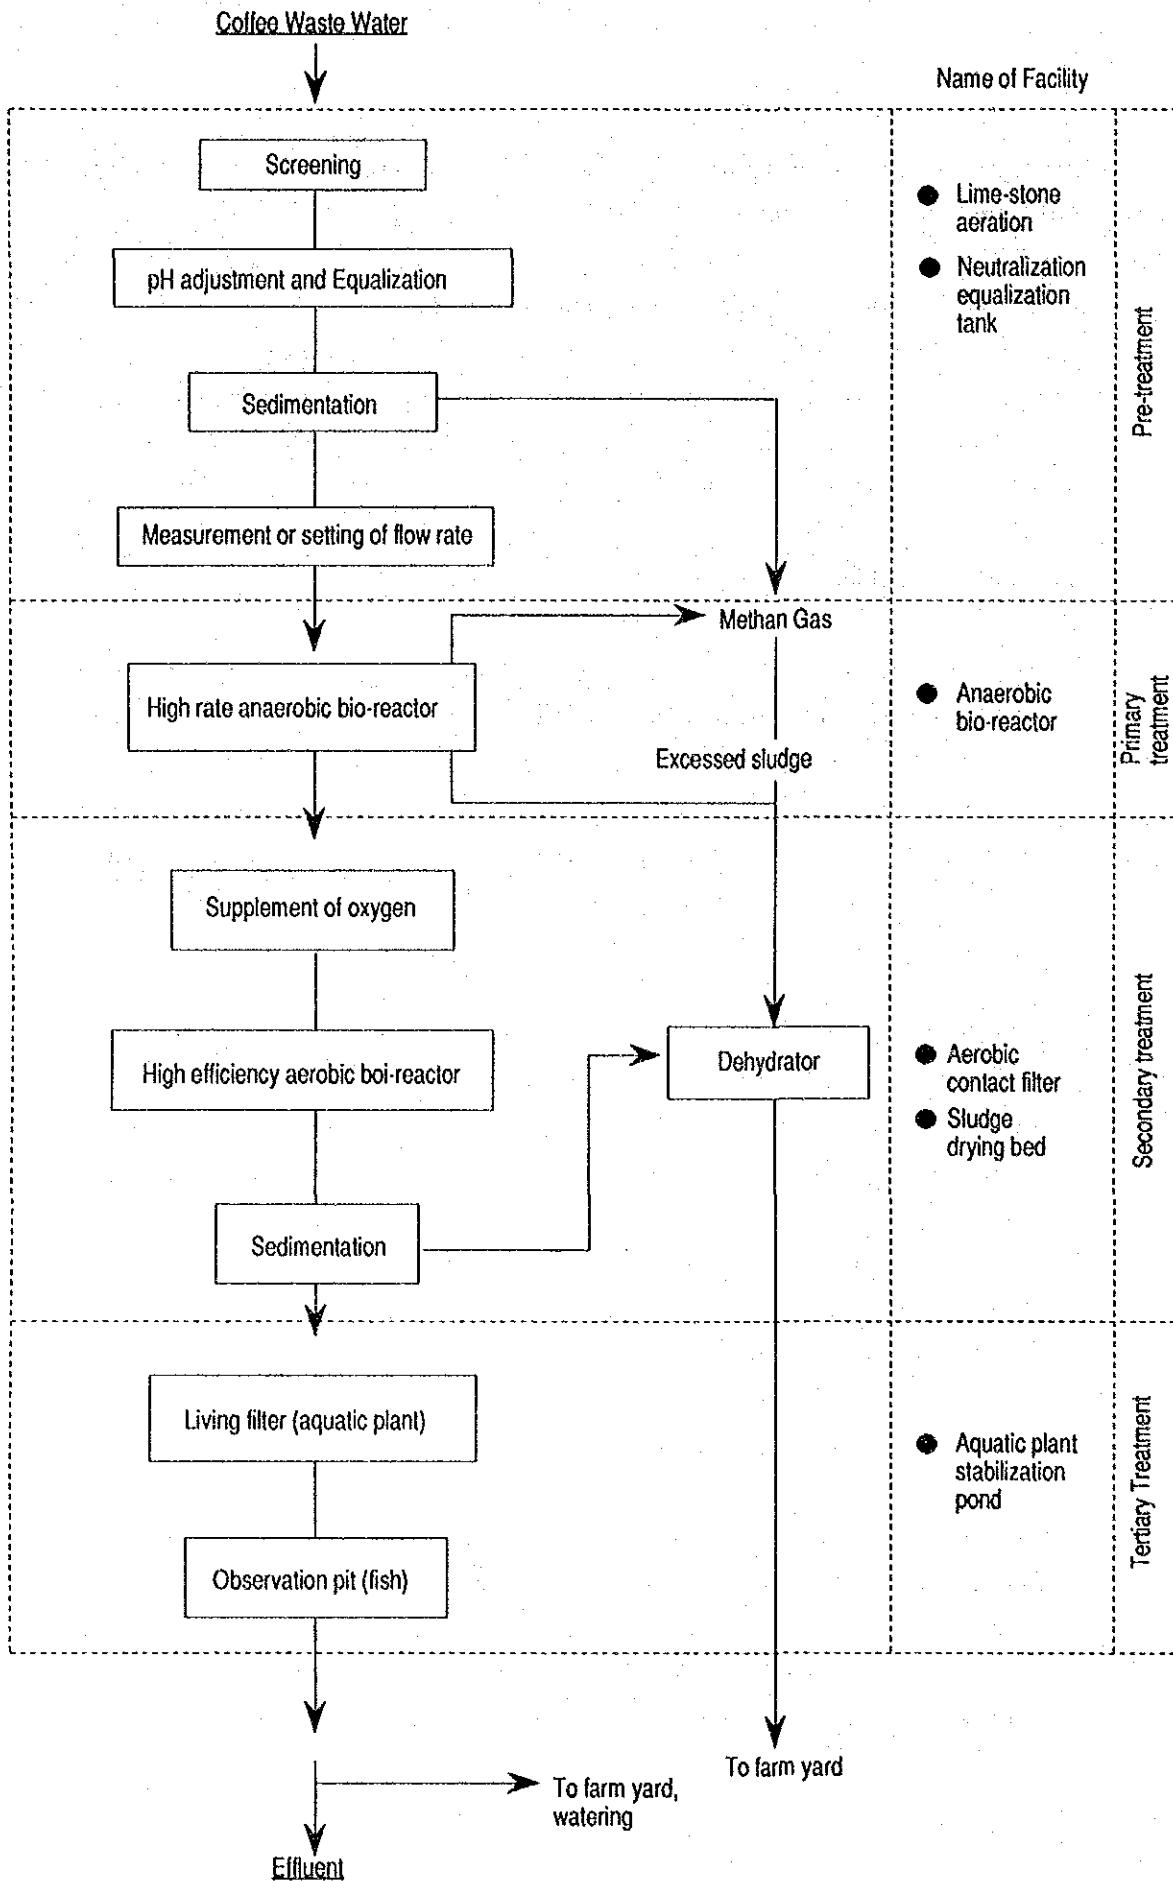 Coffee Waste Water
Name of Facility
Screening
Lime-stone
aeration
pH adjustment and Equalization
Neutralization
equalization
tank
Pre-treatment
Sedimentation
Measurement or setting of flow rate
Methan Gas
High rate anaerobic bio-reactor
Anaerobic
bio-reactor
Primary
treatment
Excessed sludge
Supplement of oxygen
High efficiency aerobic boi-reactor
Dehydrator
Aerobic
contact filter
Sludge
drying bed
Secondary treatment
Sedimentation
Living filter (aquatic plant)
Aquatic plant
stabilization
pond
Tertiary Treatment
Observation pit (fish)
To farm yard
To farm yard,
watering
Effluent